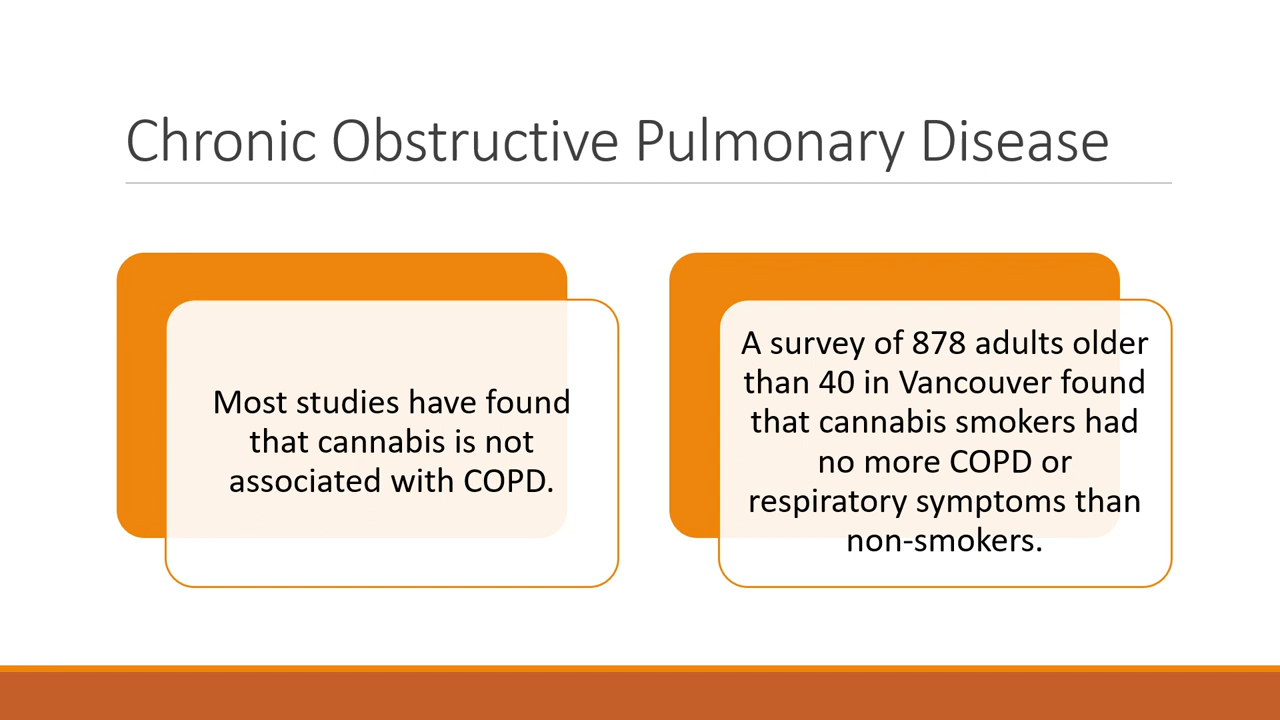 Chronic Obstructive Pulmonary Disease
Most studies have found
that cannabis is not
associated with COPD.
A survey of 878 adults older
than 40 in Vancouver found
that cannabis smokers had
no more COPD or
respiratory symptoms than
non-smokers.